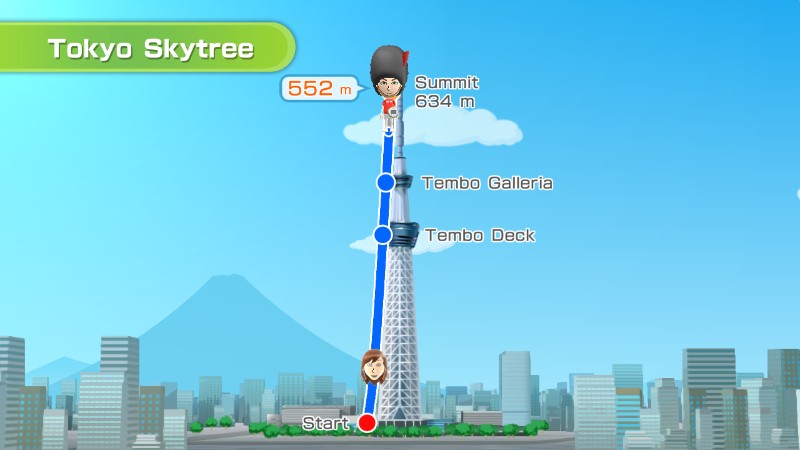 Tokyo Skytree
552 m
Summit
634 m
Tembo Galleria
Tembo Deck
Start